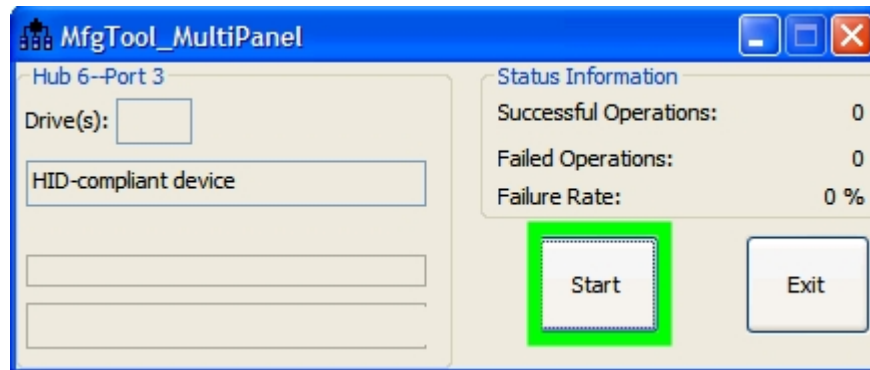 MfgTool_MultiPanel
Hub 6--Port 3
Drive(s):
HID-compliant device
Status Information
Successful Operations: 0
Failed Operations: 0
Failure Rate: 0 %
Start
Exit